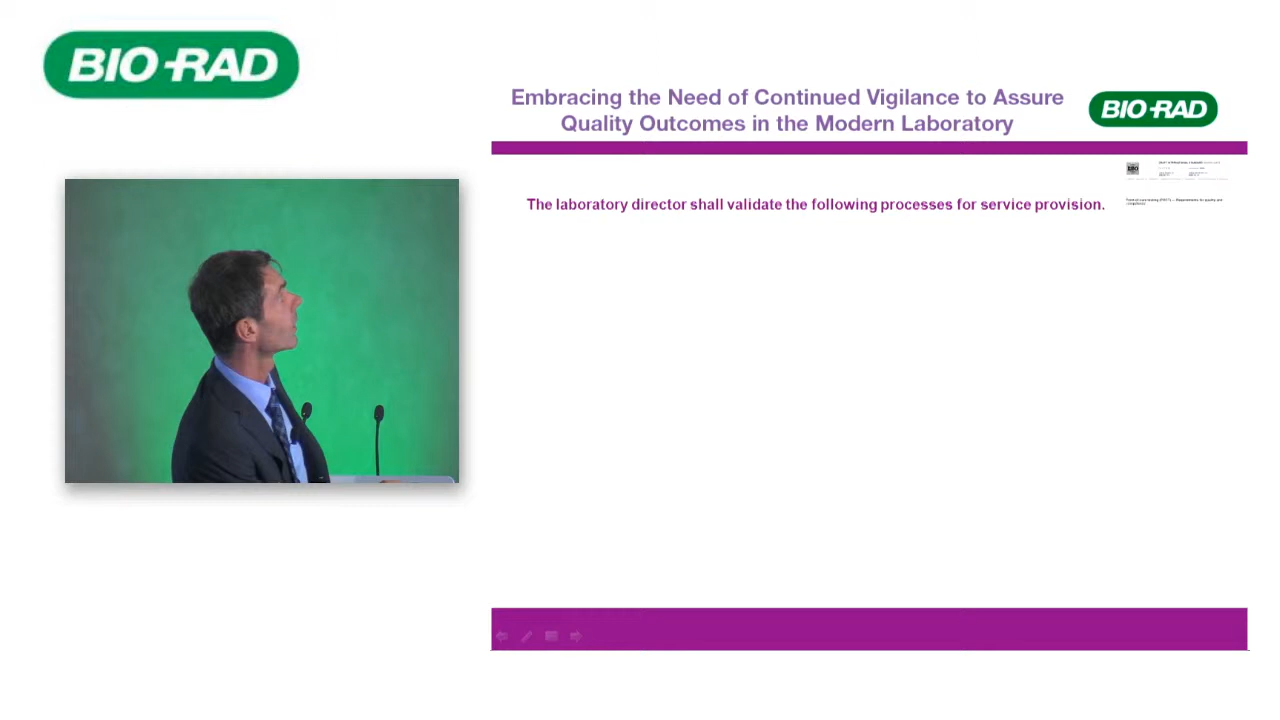 BIO-RAD
Embracing the Need of Continued Vigilance to Assure
Quality Outcomes in the Modern Laboratory
BIO-RAD
The laboratory director shall validate the following processes for service provision.